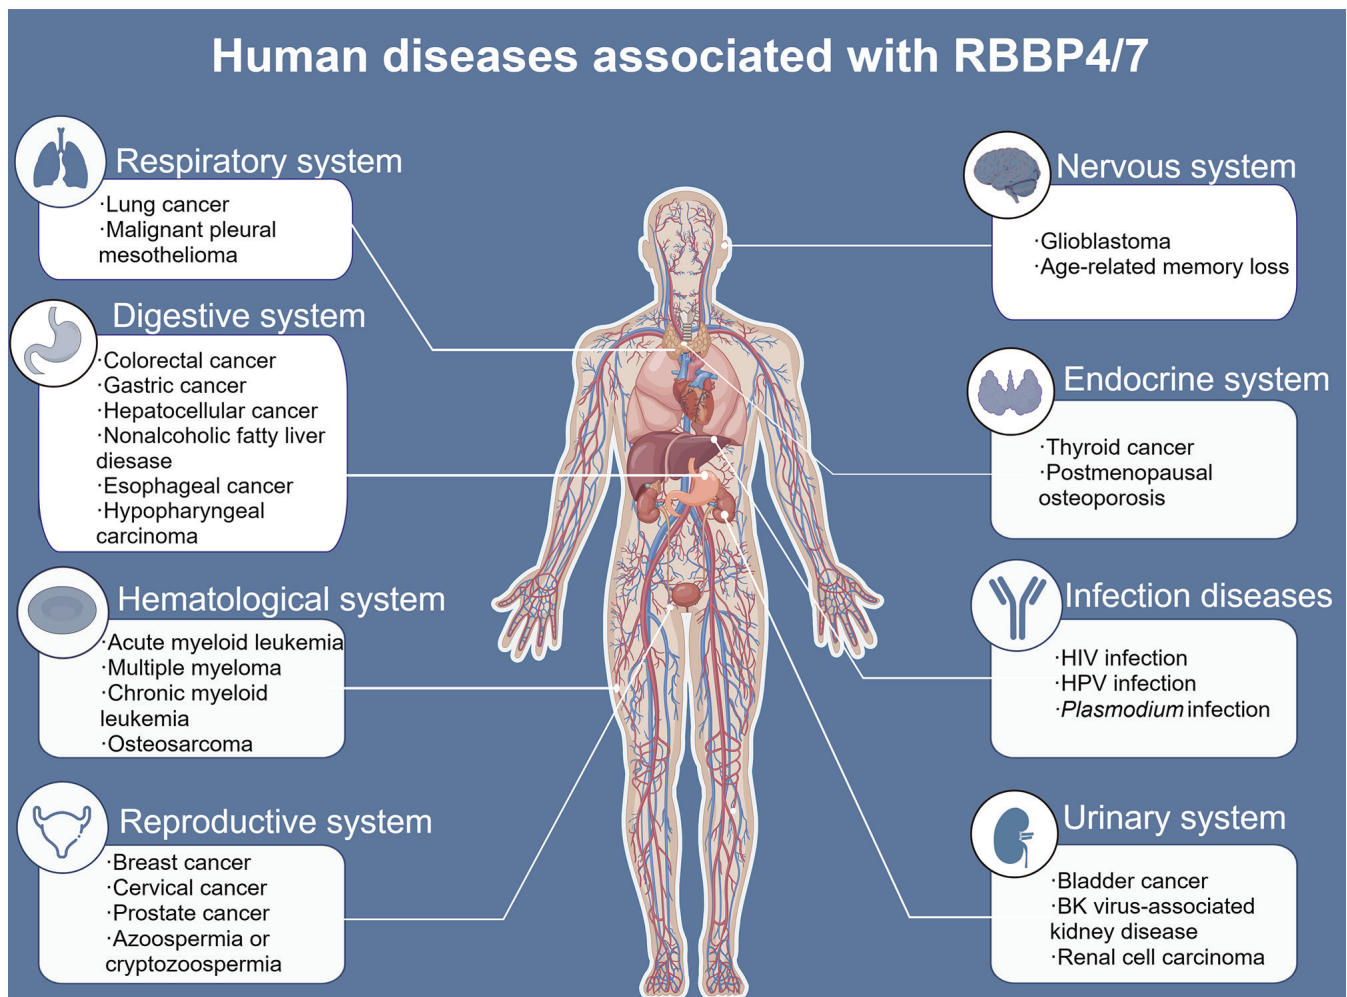 Human diseases associated with RBBP4/7
Respiratory system
·Lung cancer
·Malignant pleural
mesothelioma
Digestive system
·Colorectal cancer
·Gastric cancer
·Hepatocellular cancer
·Nonalcoholic fatty liver
diesase
·Esophageal cancer
·Hypopharyngeal
carcinoma
Hematological system
·Acute myeloid leukemia
·Multiple myeloma
·Chronic myeloid
leukemia
·Osteosarcoma
Reproductive system
·Breast cancer
·Cervical cancer
·Prostate cancer
·Azoospermia or
cryptozoospermia
Nervous system
·Glioblastoma
·Age-related memory loss
Endocrine system
·Thyroid cancer
·Postmenopausal
osteoporosis
Infection diseases
·HIV infection
·HPV infection
·Plasmodium infection
Urinary system
·Bladder cancer
·BK virus-associated
kidney disease
·Renal cell carcinoma